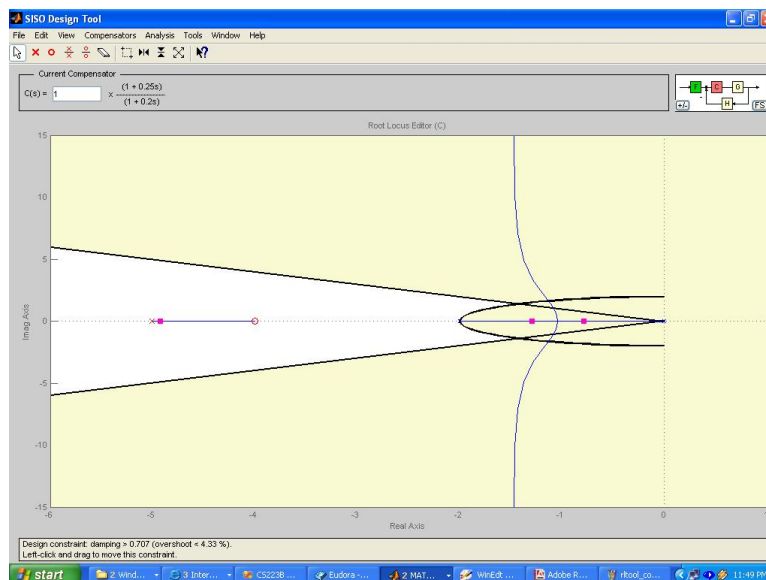 SISO Design Tool
File Edit View Compensators Analysis Tools Window Help
Current Compensator
C(s) = 1 x (1 + 0.25s)
(1 + 0.2s)
F C G
H
+/- FS
Root Locus Editor (C)
15
10
5
0
-5
-10
-15
Imag Axis
-6 -5 -4 -3 -2 -1 0
Real Axis
Design constraint: damping > 0.707 (overshoot < 4.33 %).
Left-click and drag to move this constraint.
start 2 Wind... 3 Inter... CS223B ... Eudora -... 2 MAT... WinEdt ... Adobe R... rltool_co... 11:49 PM